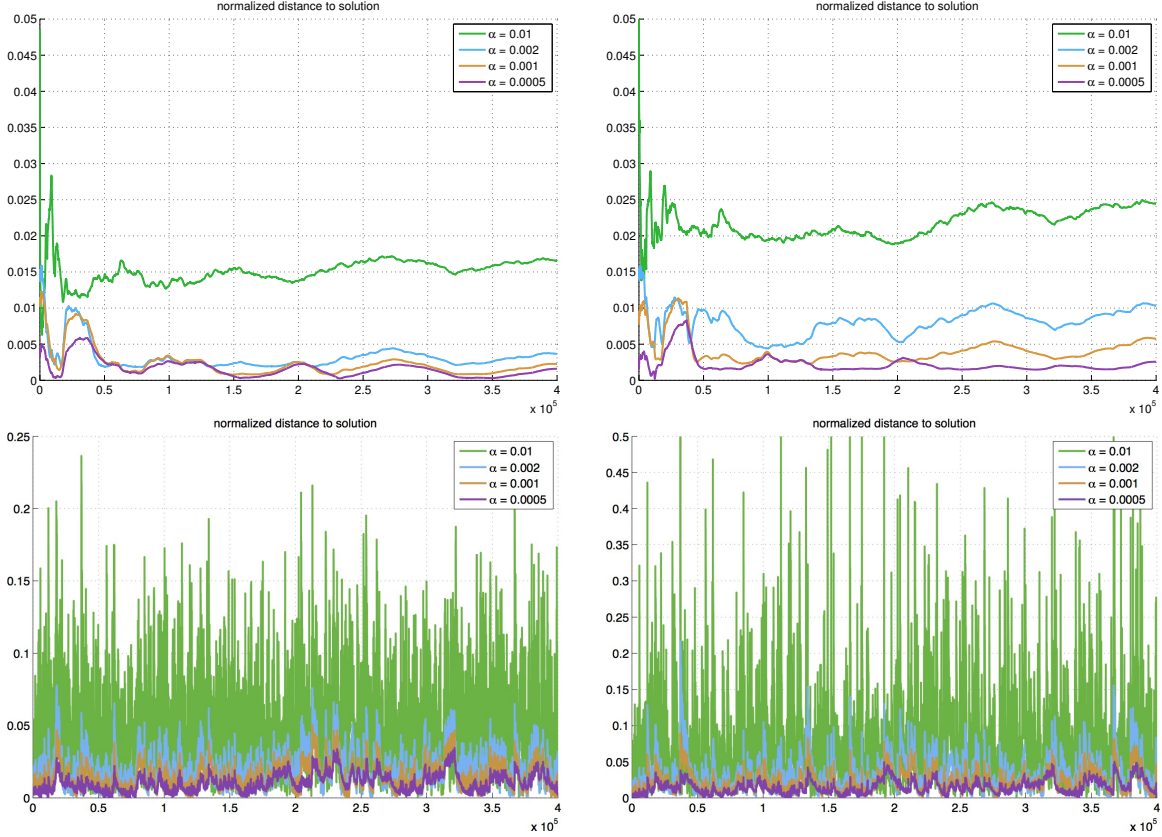 normalized distance to solution
0.05
0.045
0.04
0.035
0.03
0.025
0.02
0.015
0.01
0.005
0
α = 0.01
α = 0.002
α = 0.001
α = 0.0005
0 0.5 1 1.5 2 2.5 3 3.5 4
x 10⁵
normalized distance to solution
0.05
0.045
0.04
0.035
0.03
0.025
0.02
0.015
0.01
0.005
0
α = 0.01
α = 0.002
α = 0.001
α = 0.0005
0 0.5 1 1.5 2 2.5 3 3.5 4
x 10⁵
normalized distance to solution
0.25
0.2
0.15
0.1
0.05
0
α = 0.01
α = 0.002
α = 0.001
α = 0.0005
0 0.5 1 1.5 2 2.5 3 3.5 4
x 10⁵
normalized distance to solution
0.5
0.45
0.4
0.35
0.3
0.25
0.2
0.15
0.1
0.05
0
α = 0.01
α = 0.002
α = 0.001
α = 0.0005
0 0.5 1 1.5 2 2.5 3 3.5 4
x 10⁵